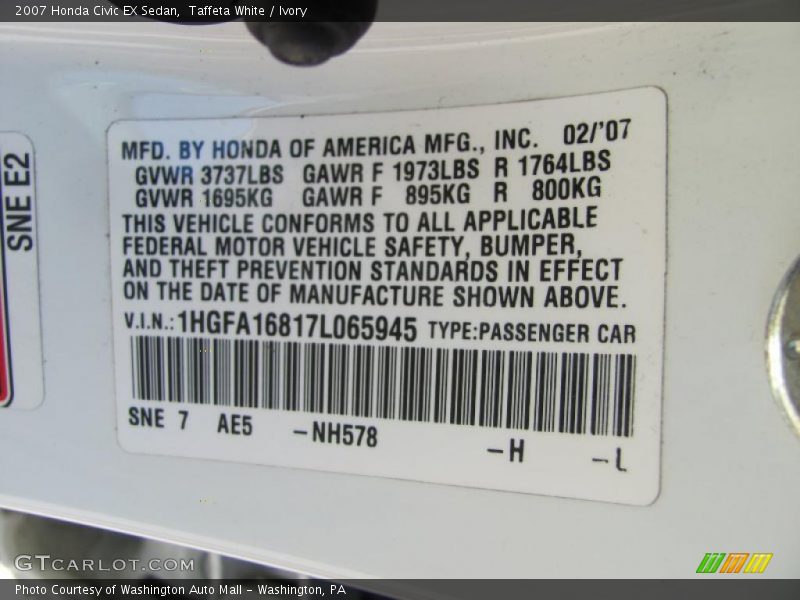 2007 Honda Civic EX Sedan, Taffeta White / Ivory
SNE E2
MFD. BY HONDA OF AMERICA MFG., INC. 02/'07
GVWR 3737LBS GAWR F 1973LBS R 1764LBS
GVWR 1695KG GAWR F 895KG R 800KG
THIS VEHICLE CONFORMS TO ALL APPLICABLE
FEDERAL MOTOR VEHICLE SAFETY, BUMPER,
AND THEFT PREVENTION STANDARDS IN EFFECT
ON THE DATE OF MANUFACTURE SHOWN ABOVE.
V.I.N.: 1HGFA16817L065945 TYPE:PASSENGER CAR
SNE 7 AE5 –NH578 –H –L
GTCARLOT.COM
Photo Courtesy of Washington Auto Mall – Washington, PA